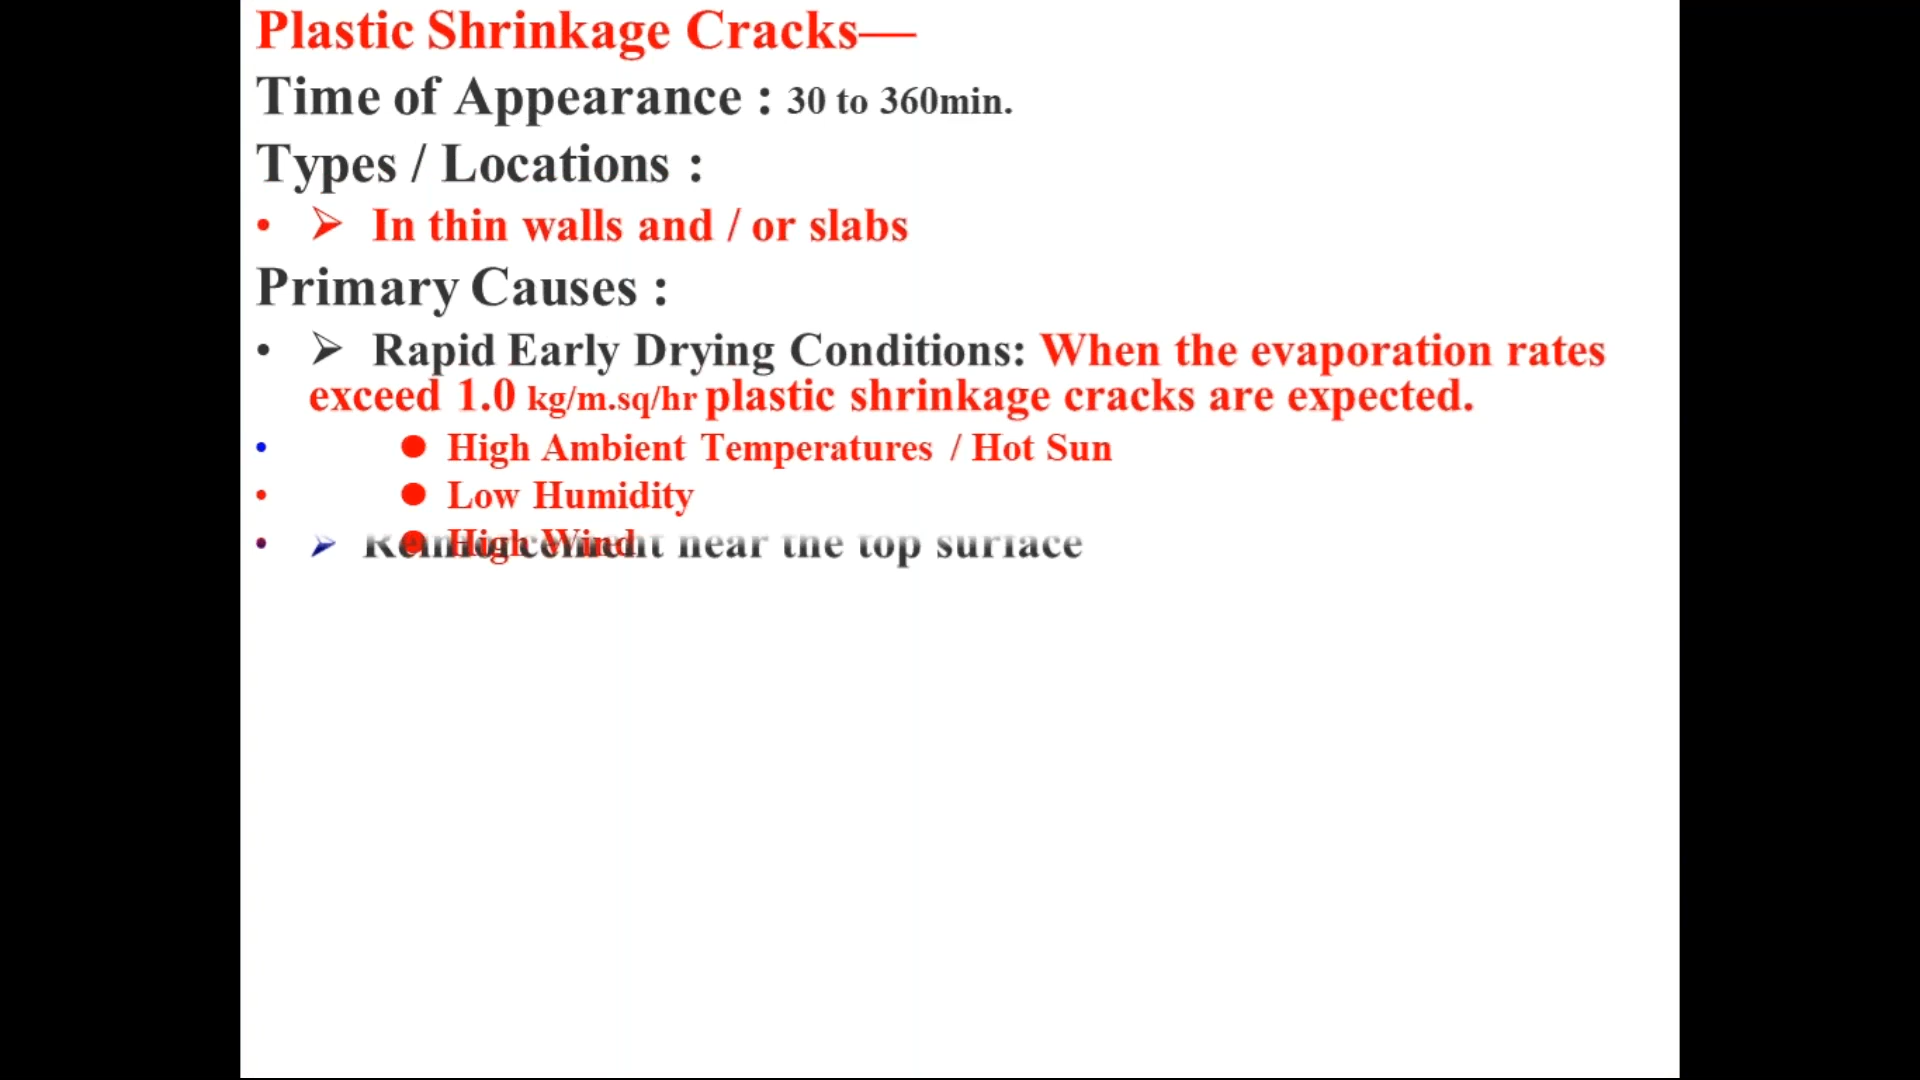 Plastic Shrinkage Cracks—
Time of Appearance : 30 to 360min.
Types / Locations :
• ➢ In thin walls and / or slabs
Primary Causes :
• ➢ Rapid Early Drying Conditions: When the evaporation rates
exceed 1.0 kg/m.sq/hr plastic shrinkage cracks are expected.
• ● High Ambient Temperatures / Hot Sun
• ● Low Humidity
• ● High Wind
➢ Reinforcement near the top surface